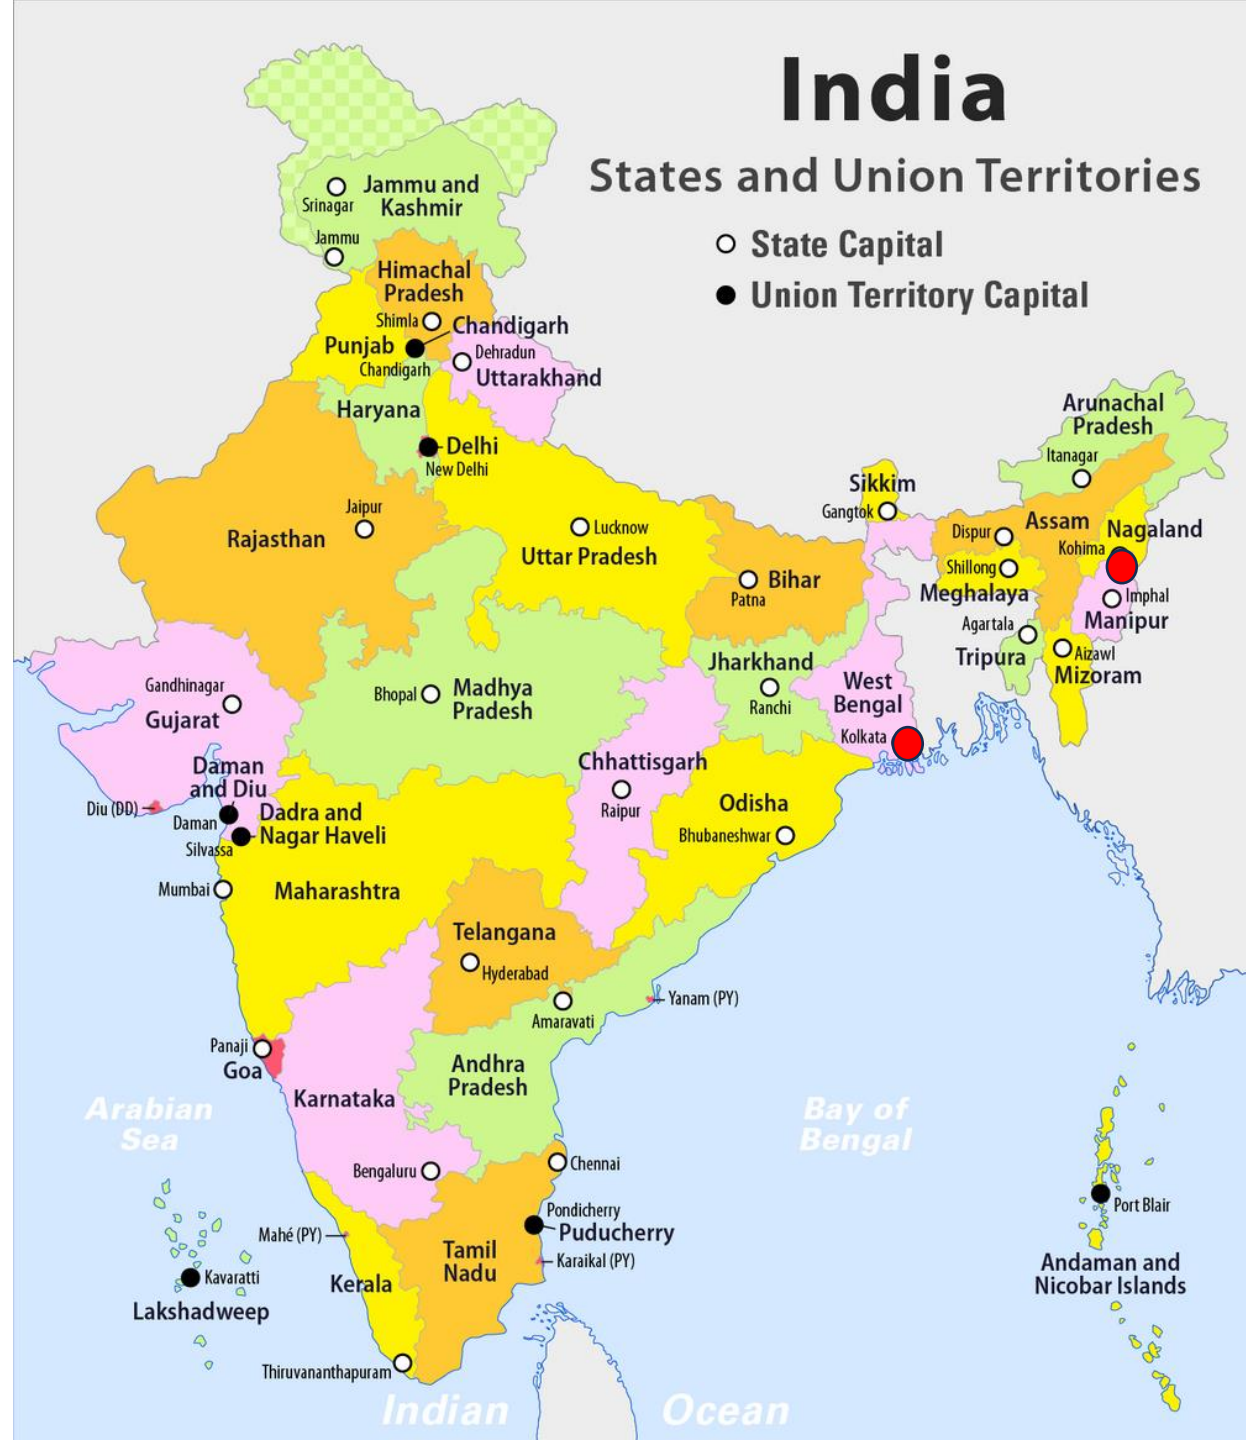 India
States and Union Territories
State Capital
Union Territory Capital
Jammu and
Kashmir
Srinagar
Jammu
Himachal
Pradesh
Shimla
Chandigarh
Punjab
Chandigarh
Dehradun
Uttarakhand
Haryana
Delhi
New Delhi
Arunachal
Pradesh
Itanagar
Sikkim
Gangtok
Jaipur
Rajasthan
Lucknow
Uttar Pradesh
Dispur
Assam
Nagaland
Kohima
Bihar
Patna
Shillong
Meghalaya
Imphal
Manipur
Agartala
Tripura
Aizawl
Mizoram
Gandhinagar
Gujarat
Bhopal
Madhya
Pradesh
Jharkhand
Ranchi
West
Bengal
Kolkata
Daman
and Diu
Diu (DD)
Daman
Dadra and
Nagar Haveli
Silvassa
Chhattisgarh
Raipur
Odisha
Bhubaneshwar
Mumbai
Maharashtra
Telangana
Hyderabad
Yanam (PY)
Amaravati
Panaji
Goa
Andhra
Pradesh
Karnataka
Arabian
Sea
Bay of
Bengal
Bengaluru
Chennai
Pondicherry
Puducherry
Port Blair
Mahé (PY)
Karaikal (PY)
Tamil
Nadu
Kerala
Kavaratti
Lakshadweep
Andaman and
Nicobar Islands
Thiruvananthapuram
Indian Ocean